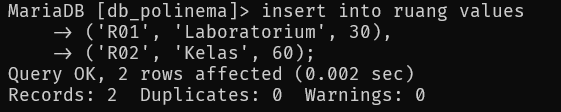 MariaDB [db_polinema]> insert into ruang values
    -> ('R01', 'Laboratorium', 30),
    -> ('R02', 'Kelas', 60);
Query OK, 2 rows affected (0.002 sec)
Records: 2  Duplicates: 0  Warnings: 0